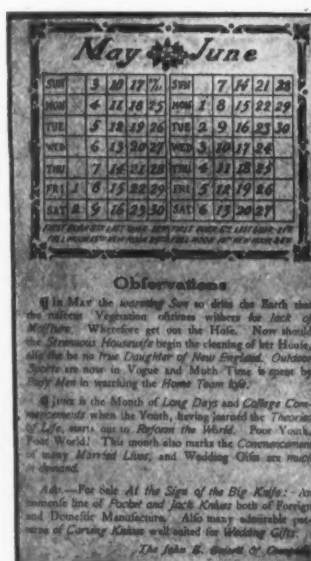 May June
SUN 3 10 17 24/31 SUN 7 14 21 28
MON 4 11 18 25 MON 1 8 15 22 29
TUE 5 12 19 26 TUE 2 9 16 23 30
WED 6 13 20 27 WED 3 10 17 24
THU 7 14 21 28 THU 4 11 18 25
FRI 1 8 15 22 29 FRI 5 12 19 26
SAT 2 9 16 23 30 SAT 6 13 20 27
Observations
¶ In May the warming Sun so dries the Earth that
the nascent Vegetation oftimes withers for lack of
Moisture. Wherefore get out the Hose. Now should
the Strenuous Housewife begin the cleaning of her House,
else she be no true Daughter of New England. Outdoor
Sports are now in Vogue and Much Time is spent by
Busy Men in watching the Home Team lose.
¶ June is the Month of Long Days and College Com-
mencements when the Youth, having learned the Theories
of Life, starts out to Reform the World. Poor Youth,
Poor World! This month also marks the Commencement
of many Married Lives, and Wedding Gifts are much
in demand.
Adv.—For Sale At the Sign of the Big Knife: - An
immense line of Pocket and Jack Knives both of Foreign
and Domestic Manufacture. Also many admirable pat-
terns of Carving Knives well suited for Wedding Gifts.
The John B.